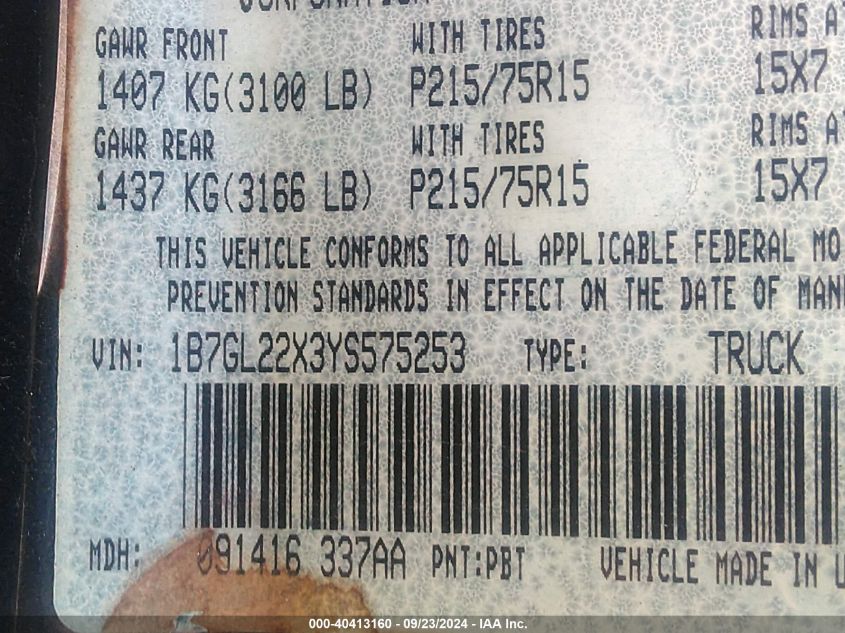 CORPORATION
GAWR FRONT WITH TIRES RIMS AT
1407 KG(3100 LB) P215/75R15 15X7
GAWR REAR WITH TIRES RIMS AT
1437 KG(3166 LB) P215/75R15 15X7
THIS VEHICLE CONFORMS TO ALL APPLICABLE FEDERAL MO
PREVENTION STANDARDS IN EFFECT ON THE DATE OF MAN
VIN: 1B7GL22X3YS575253 TYPE: TRUCK
MDH: 091416 337AA PNT:PBT VEHICLE MADE IN U
000-40413160 - 09/23/2024 - IAA Inc.